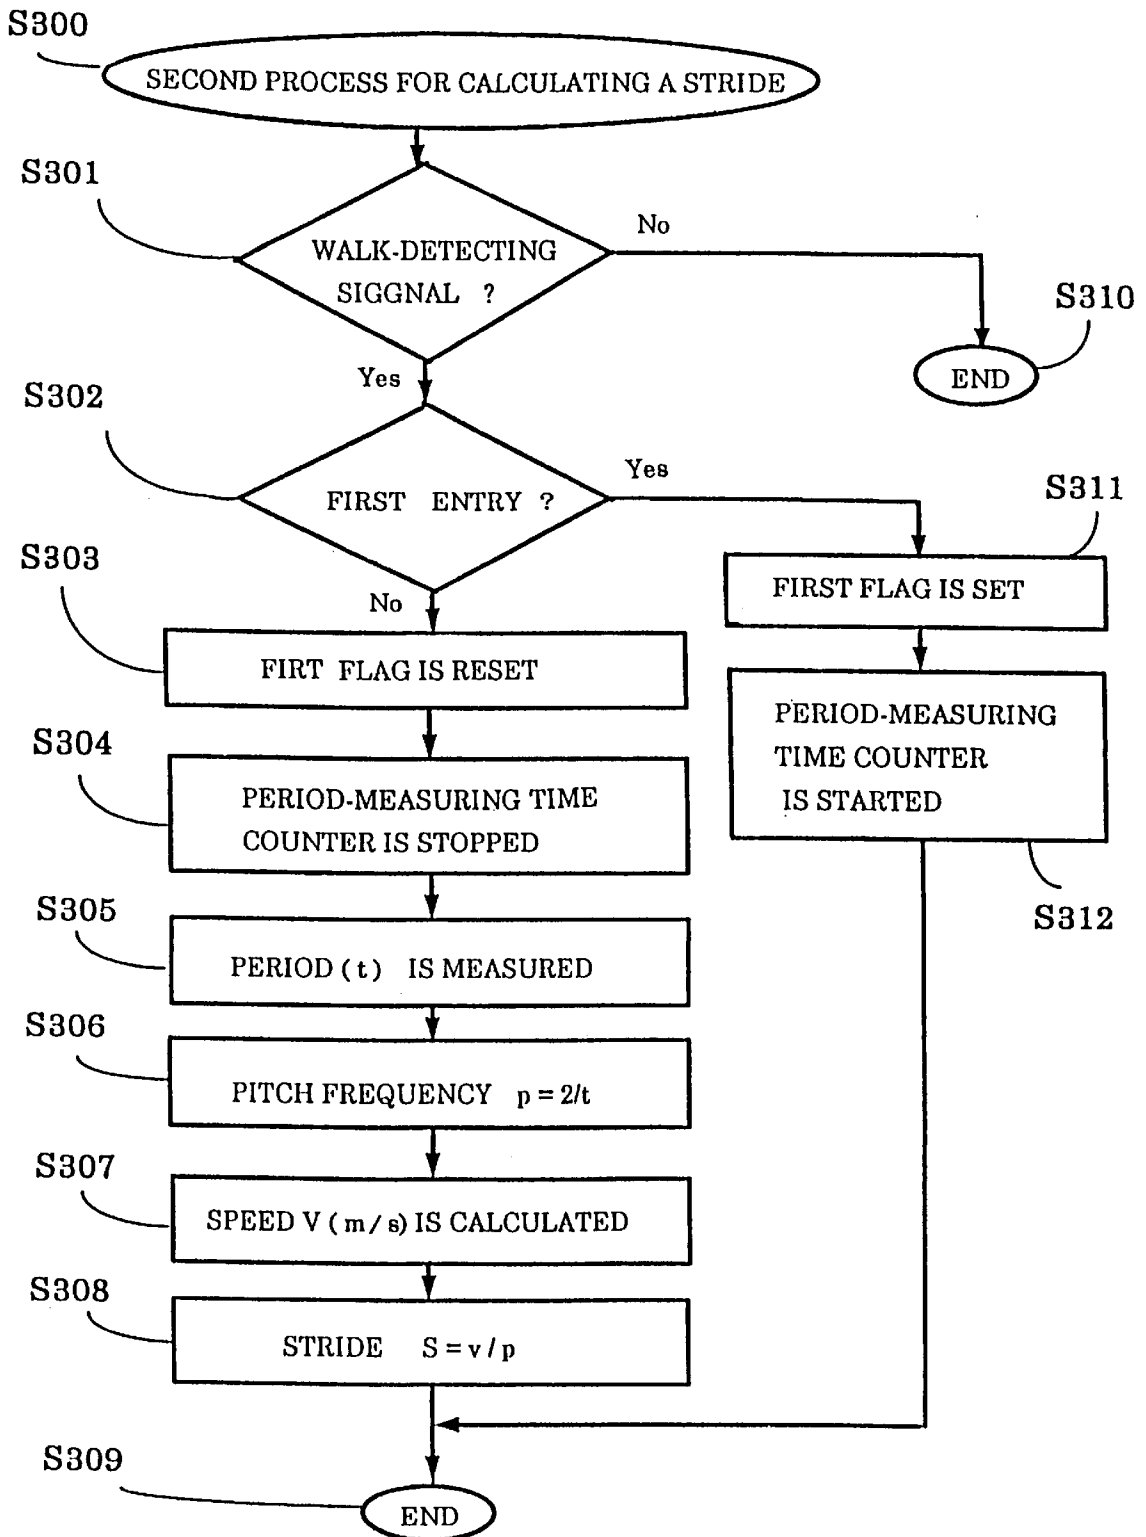 S300
SECOND PROCESS FOR CALCULATING A STRIDE
S301
WALK-DETECTING
SIGGNAL ?
No
S310
END
Yes
S302
FIRST ENTRY ?
Yes
S311
FIRST FLAG IS SET
No
S303
FIRT FLAG IS RESET
PERIOD-MEASURING
TIME COUNTER
IS STARTED
S312
S304
PERIOD-MEASURING TIME
COUNTER IS STOPPED
S305
PERIOD (t) IS MEASURED
S306
PITCH FREQUENCY p = 2/t
S307
SPEED V (m/s) IS CALCULATED
S308
STRIDE S = v / p
S309
END